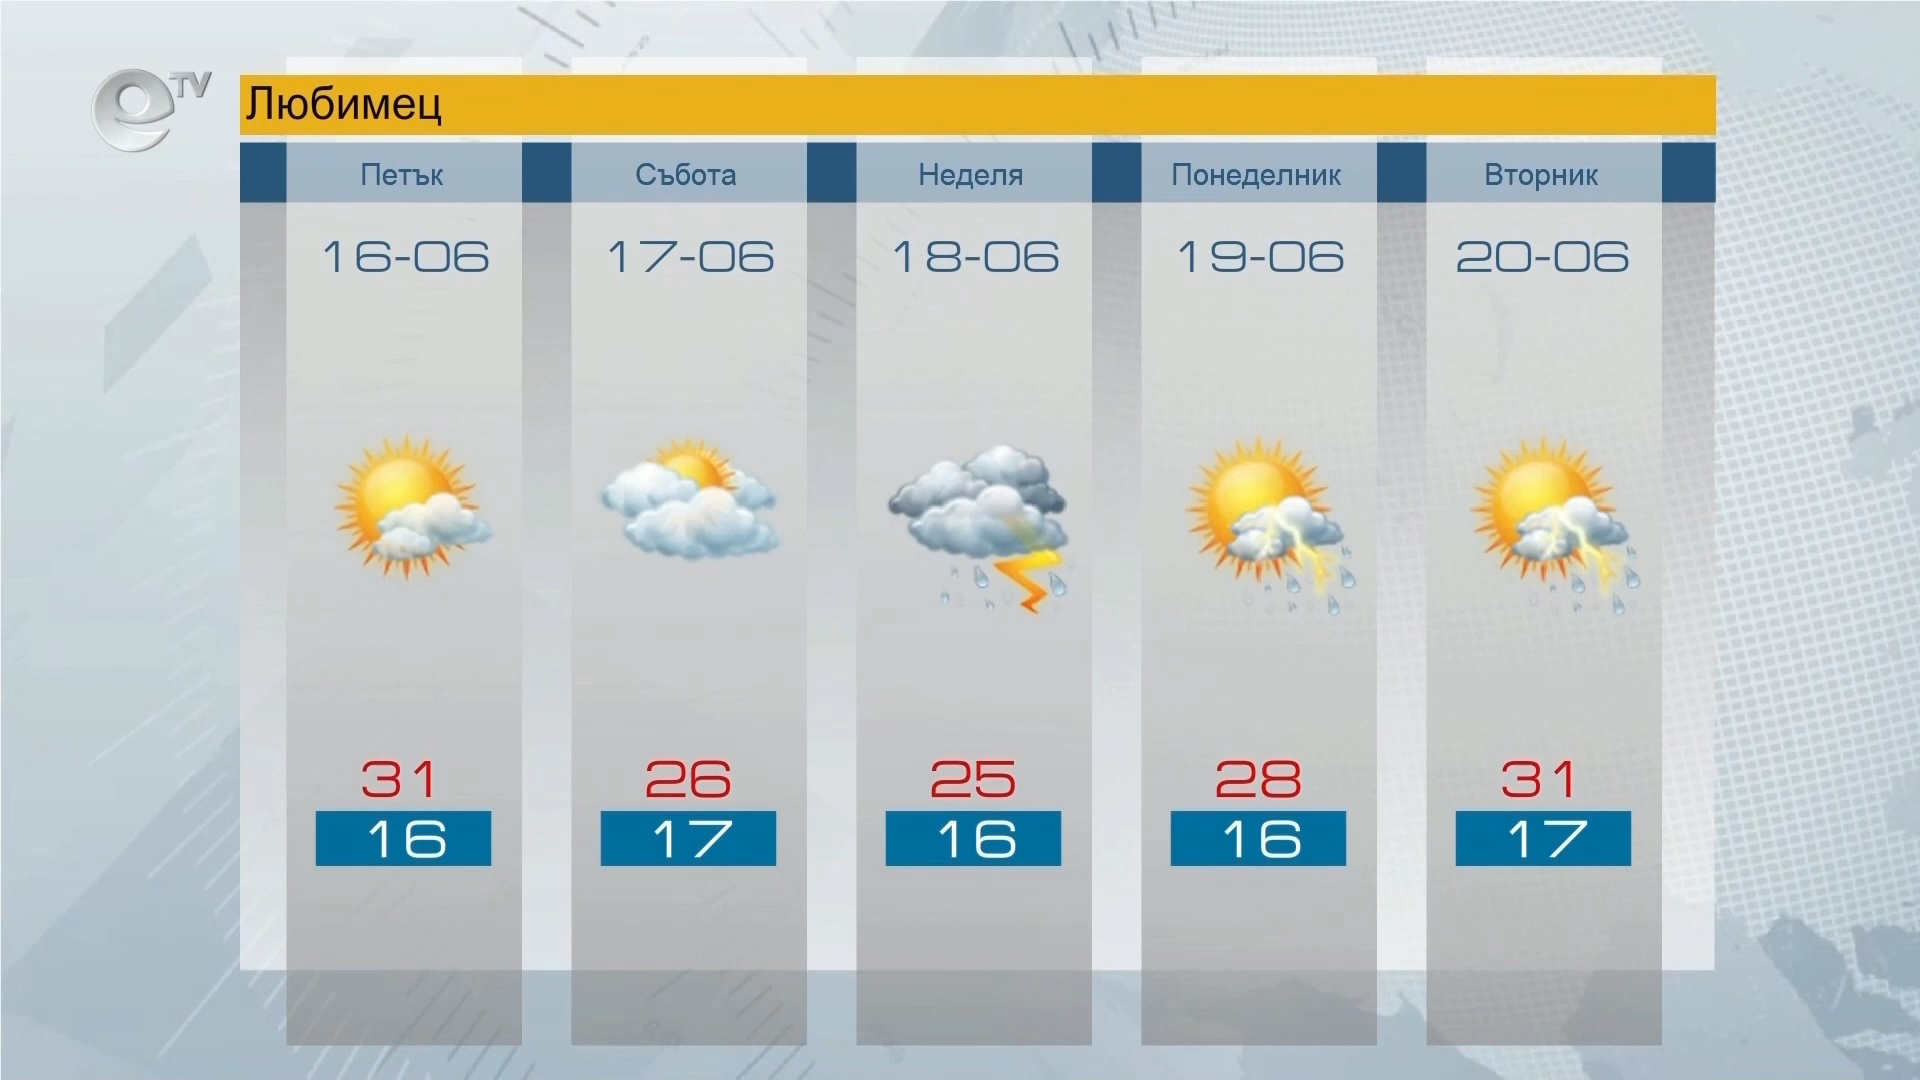 eTV
Любимец
Петък Събота Неделя Понеделник Вторник
16-06 17-06 18-06 19-06 20-06
31 26 25 28 31
16 17 16 16 17